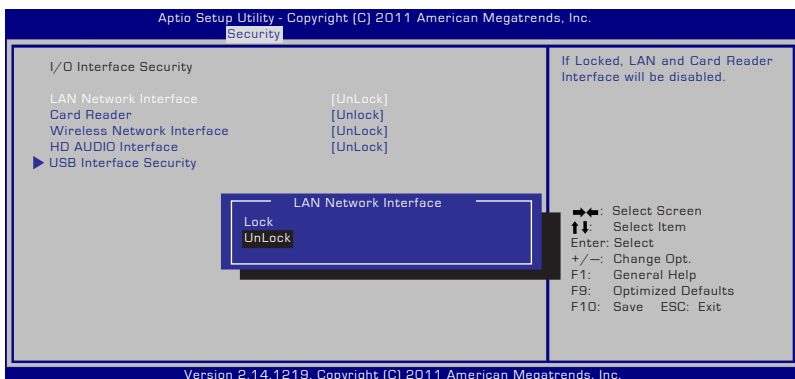 Aptio Setup Utility - Copyright (C) 2011 American Megatrends, Inc.
Security
I/O Interface Security
LAN Network Interface [UnLock]
Card Reader [Unlock]
Wireless Network Interface [UnLock]
HD AUDIO Interface [UnLock]
USB Interface Security
If Locked, LAN and Card Reader
Interface will be disabled.
LAN Network Interface
Lock
UnLock
→←: Select Screen
↑↓: Select Item
Enter: Select
+/—: Change Opt.
F1: General Help
F9: Optimized Defaults
F10: Save ESC: Exit
Version 2.14.1219. Copyright (C) 2011 American Megatrends, Inc.